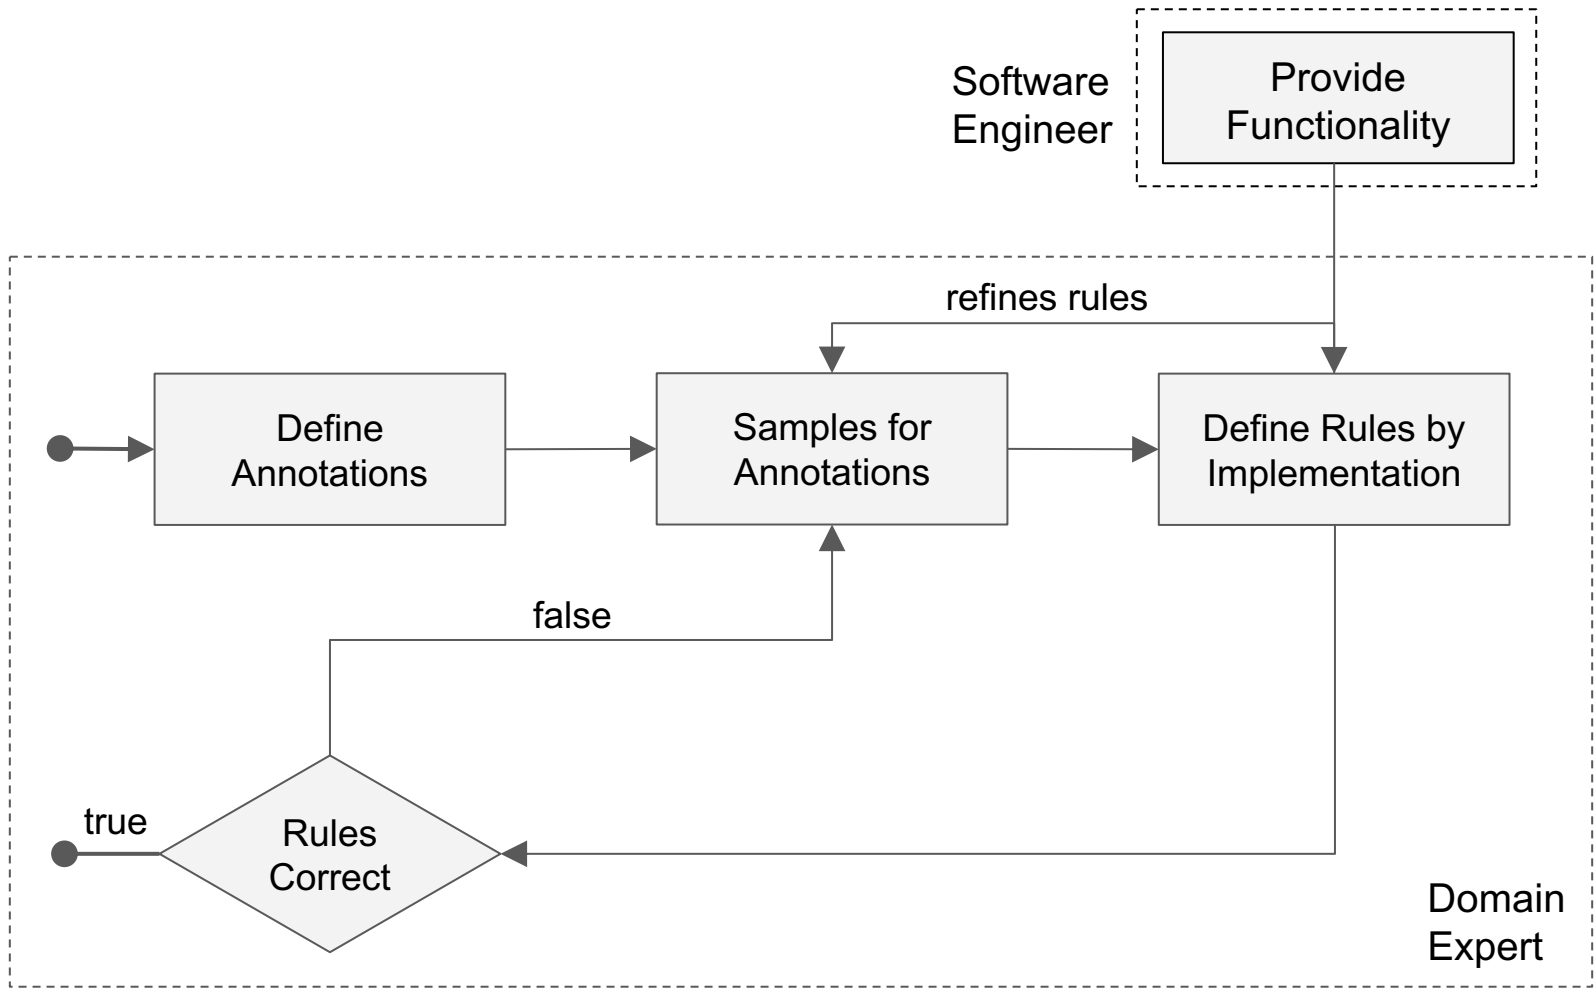 Software
Engineer
Provide
Functionality
refines rules
Define
Annotations
Samples for
Annotations
Define Rules by
Implementation
false
true
Rules
Correct
Domain
Expert